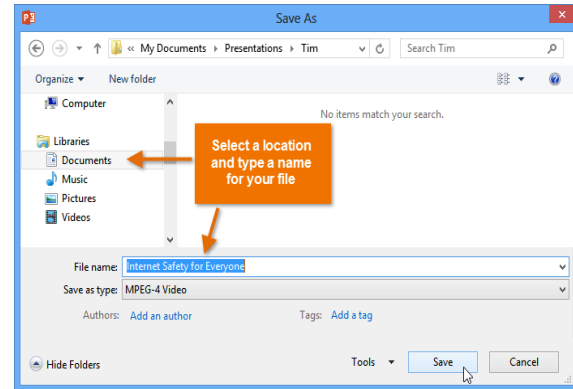 Save As
« My Documents Presentations Tim
Search Tim
Organize
New folder
Computer
Libraries
Documents
Music
Pictures
Videos
No items match your search.
Select a location
and type a name
for your file
File name: Internet Safety for Everyone
Save as type: MPEG-4 Video
Authors: Add an author
Tags: Add a tag
Hide Folders
Tools
Save
Cancel